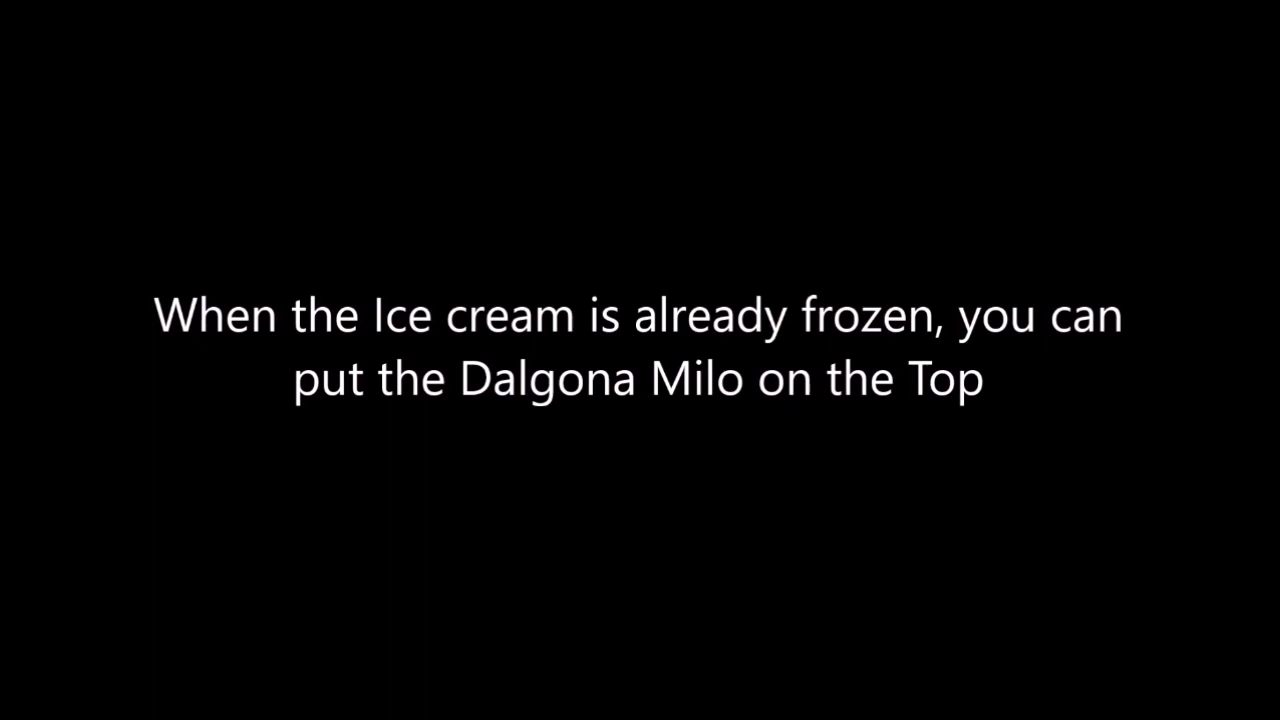 When the Ice cream is already frozen, you can
put the Dalgona Milo on the Top